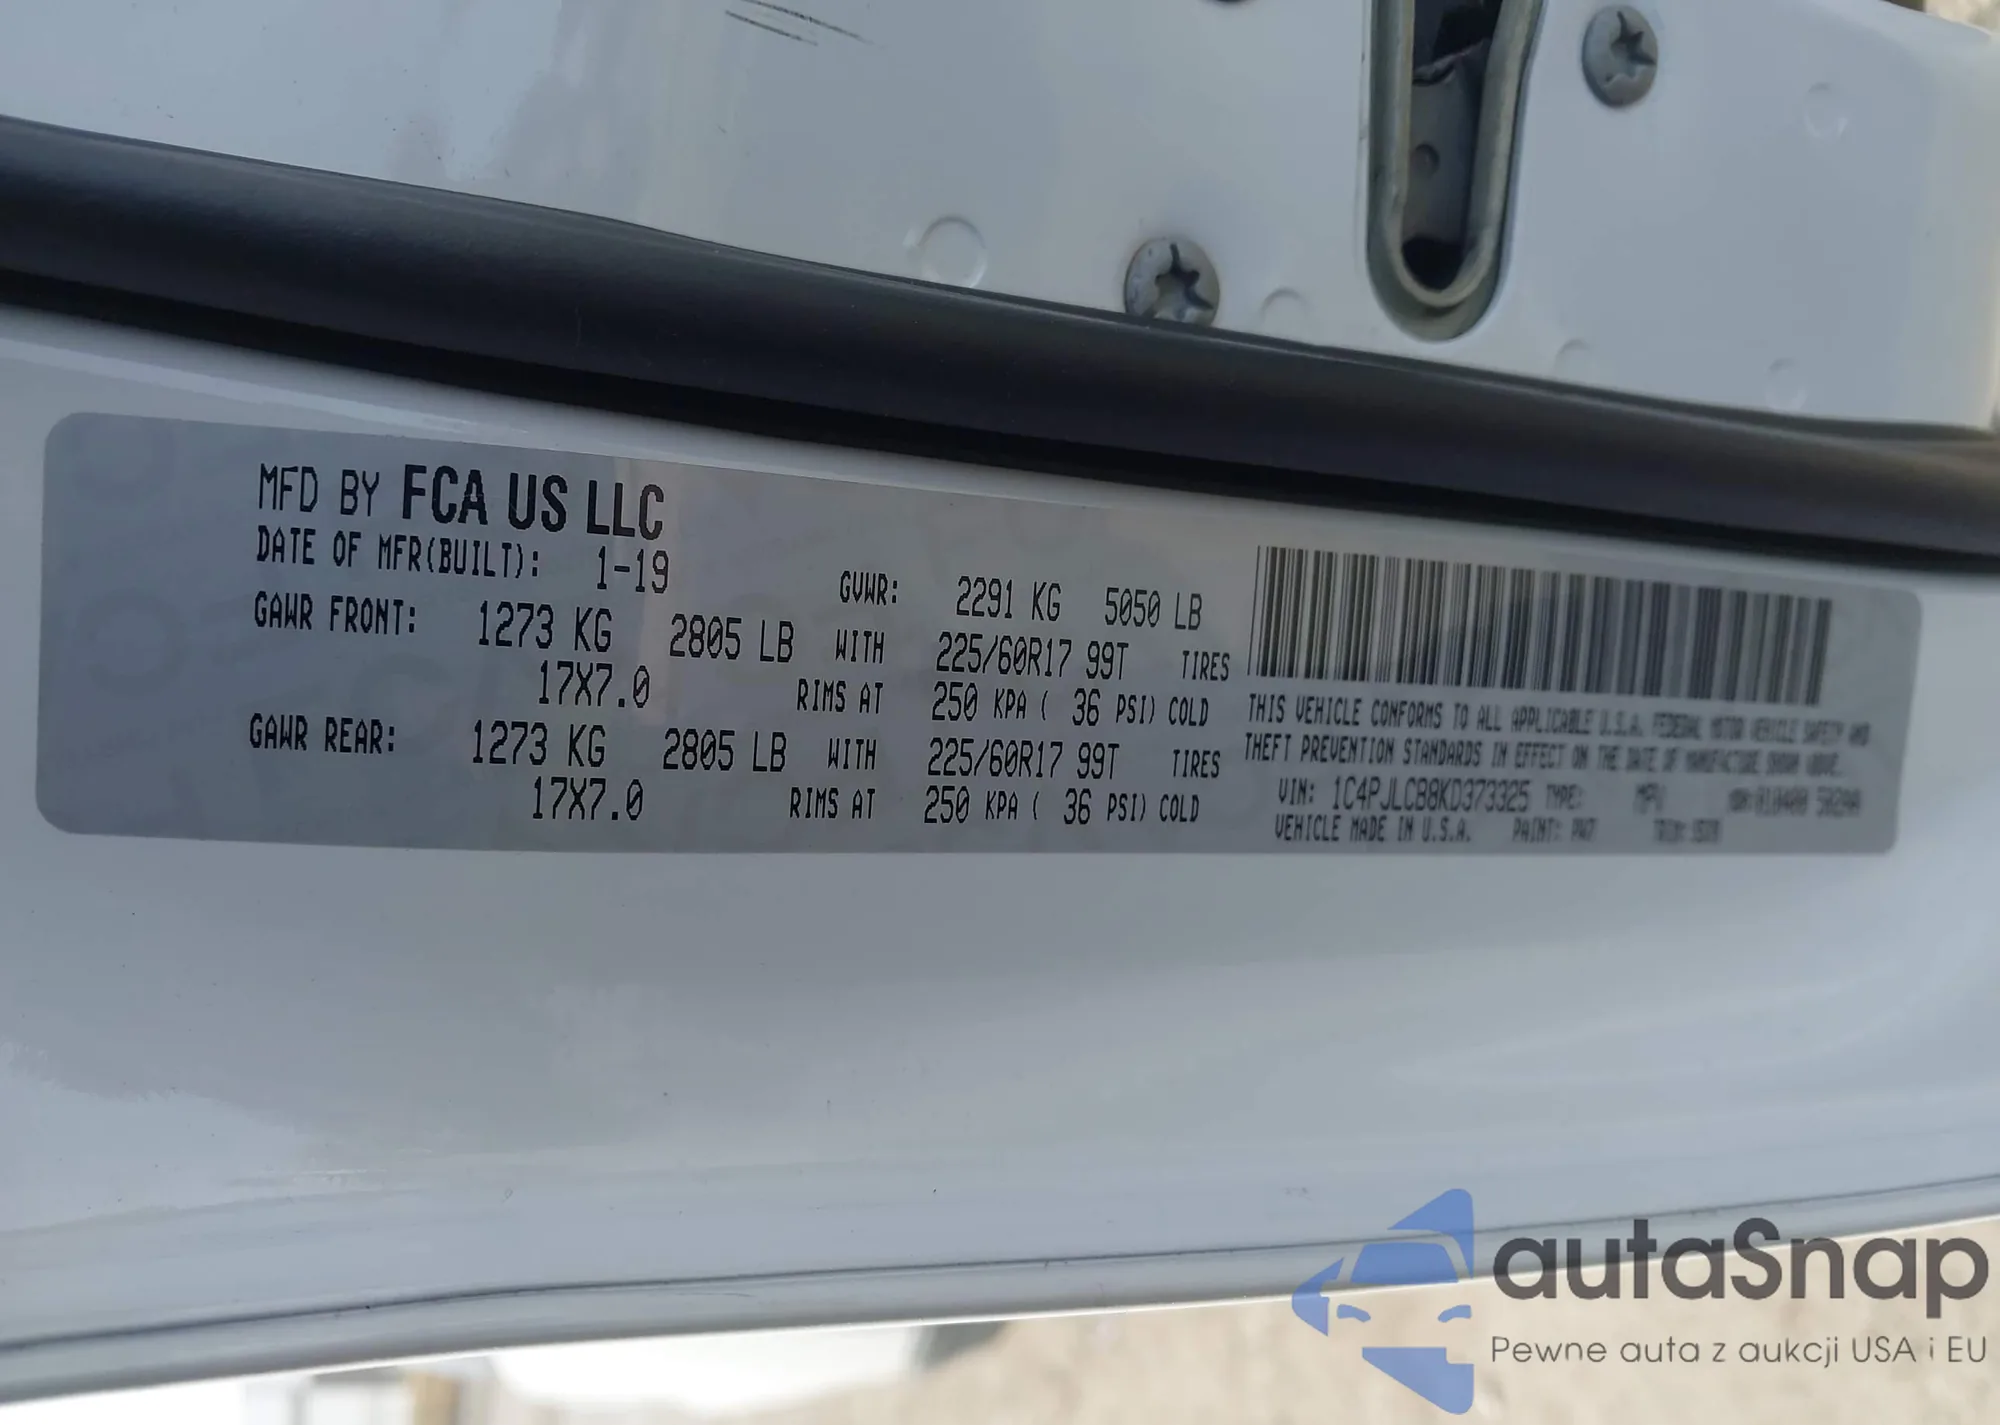 MFD BY FCA US LLC
DATE OF MFR(BUILT): 1-19 GVWR: 2291 KG 5050 LB
GAWR FRONT: 1273 KG 2805 LB WITH 225/60R17 99T TIRES
17X7.0 RIMS AT 250 KPA ( 36 PSI) COLD
GAWR REAR: 1273 KG 2805 LB WITH 225/60R17 99T TIRES
17X7.0 RIMS AT 250 KPA ( 36 PSI) COLD
THIS VEHICLE CONFORMS TO ALL APPLICABLE U.S.A. FEDERAL MOTOR VEHICLE SAFETY AND
THEFT PREVENTION STANDARDS IN EFFECT ON THE DATE OF MANUFACTURE SHOWN ABOVE.
VIN: 1C4PJLCB8KD373325 TYPE: MPV
VEHICLE MADE IN U.S.A. PAINT: PW7
autaSnap
Pewne auta z aukcji USA i EU